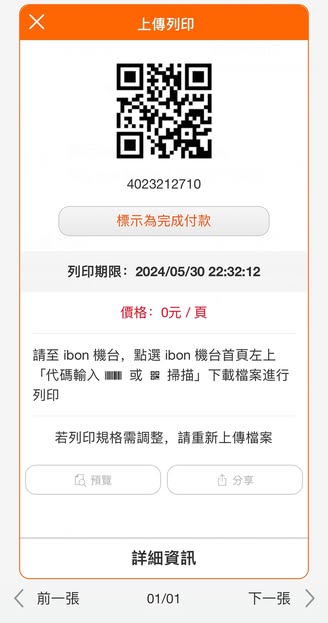 上傳列印
4023212710
標示為完成付款
列印期限：2024/05/30 22:32:12
價格：0元 / 頁
請至 ibon 機台，點選 ibon 機台首頁左上
「代碼輸入 或 掃描」下載檔案進行
列印
若列印規格需調整，請重新上傳檔案
預覽 分享
詳細資訊
前一張 01/01 下一張